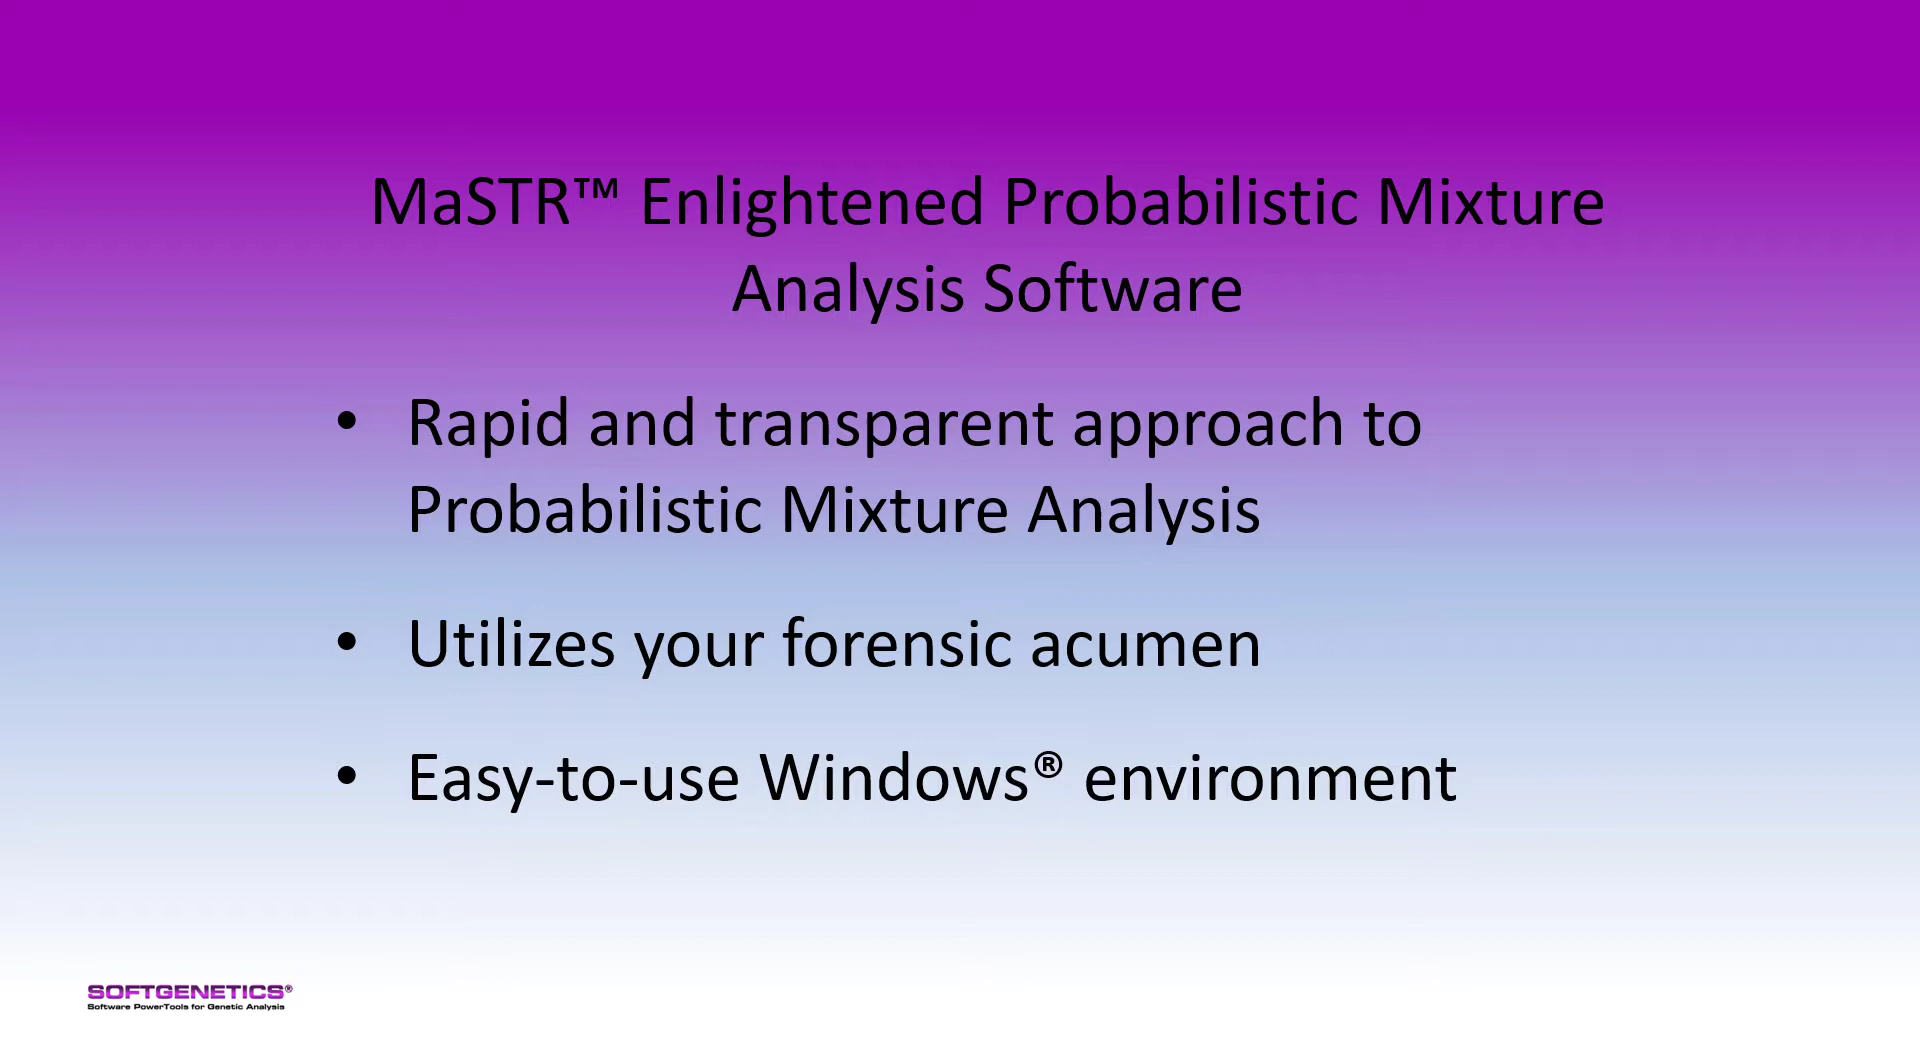 MaSTR™ Enlightened Probabilistic Mixture
Analysis Software
• Rapid and transparent approach to
Probabilistic Mixture Analysis
• Utilizes your forensic acumen
• Easy-to-use Windows® environment
SOFTGENETICS®
Software PowerTools for Genetic Analysis